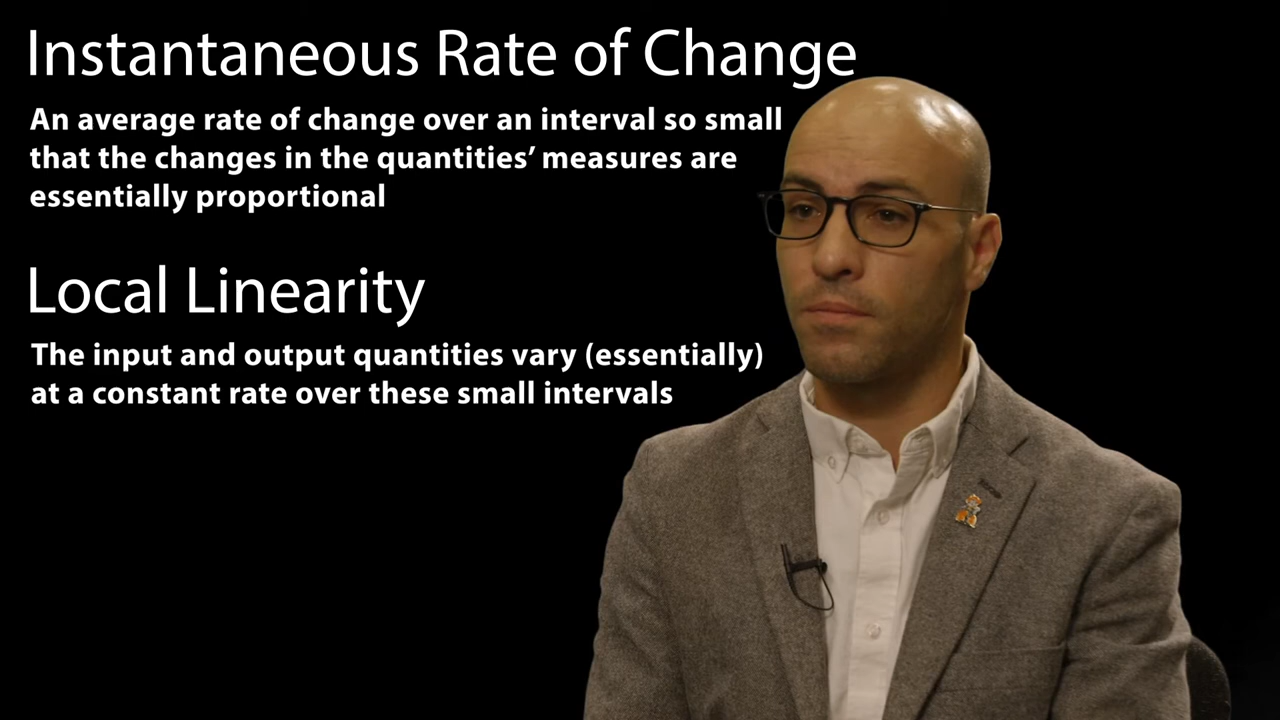 Instantaneous Rate of Change
An average rate of change over an interval so small
that the changes in the quantities’ measures are
essentially proportional
Local Linearity
The input and output quantities vary (essentially)
at a constant rate over these small intervals